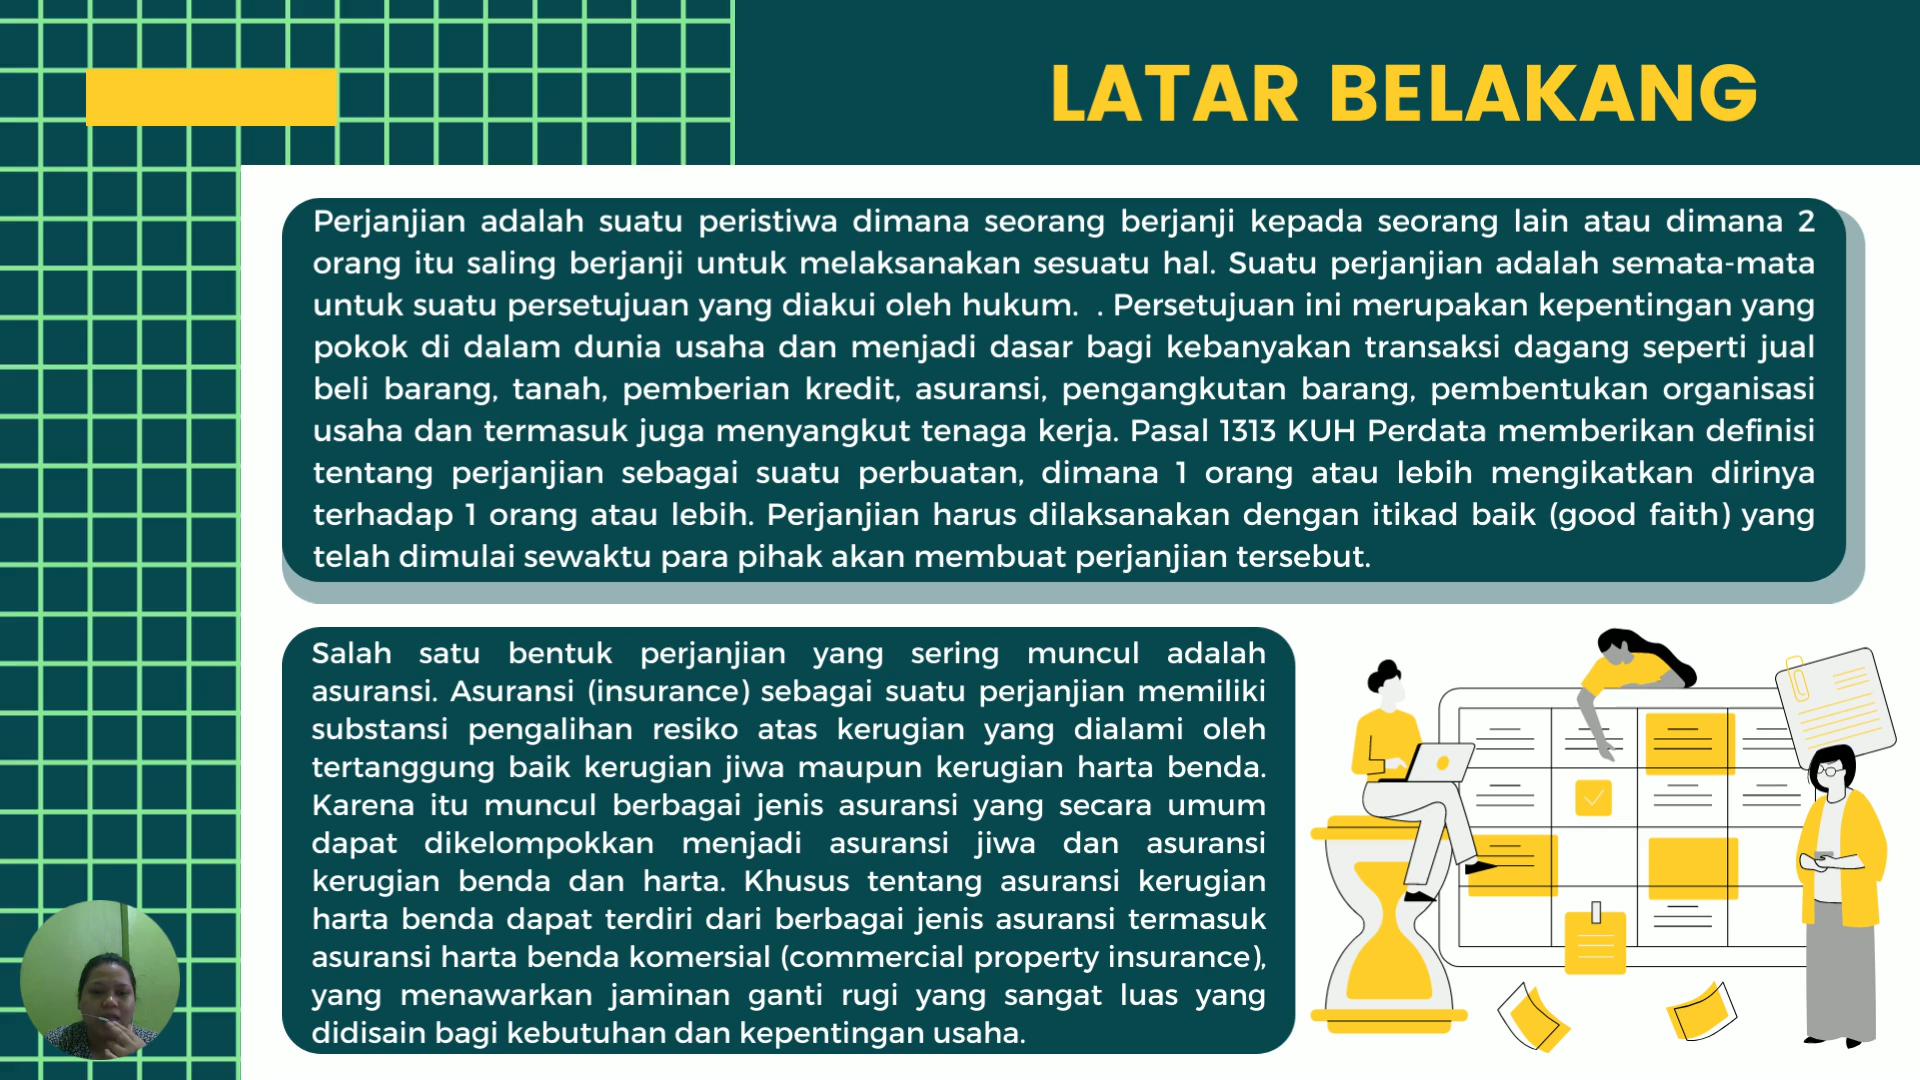 LATAR BELAKANG
Perjanjian adalah suatu peristiwa dimana seorang berjanji kepada seorang lain atau dimana 2
orang itu saling berjanji untuk melaksanakan sesuatu hal. Suatu perjanjian adalah semata-mata
untuk suatu persetujuan yang diakui oleh hukum.  . Persetujuan ini merupakan kepentingan yang
pokok di dalam dunia usaha dan menjadi dasar bagi kebanyakan transaksi dagang seperti jual
beli barang, tanah, pemberian kredit, asuransi, pengangkutan barang, pembentukan organisasi
usaha dan termasuk juga menyangkut tenaga kerja. Pasal 1313 KUH Perdata memberikan definisi
tentang perjanjian sebagai suatu perbuatan, dimana 1 orang atau lebih mengikatkan dirinya
terhadap 1 orang atau lebih. Perjanjian harus dilaksanakan dengan itikad baik (good faith) yang
telah dimulai sewaktu para pihak akan membuat perjanjian tersebut.
Salah satu bentuk perjanjian yang sering muncul adalah
asuransi. Asuransi (insurance) sebagai suatu perjanjian memiliki
substansi pengalihan resiko atas kerugian yang dialami oleh
tertanggung baik kerugian jiwa maupun kerugian harta benda.
Karena itu muncul berbagai jenis asuransi yang secara umum
dapat dikelompokkan menjadi asuransi jiwa dan asuransi
kerugian benda dan harta. Khusus tentang asuransi kerugian
harta benda dapat terdiri dari berbagai jenis asuransi termasuk
asuransi harta benda komersial (commercial property insurance),
yang menawarkan jaminan ganti rugi yang sangat luas yang
didisain bagi kebutuhan dan kepentingan usaha.